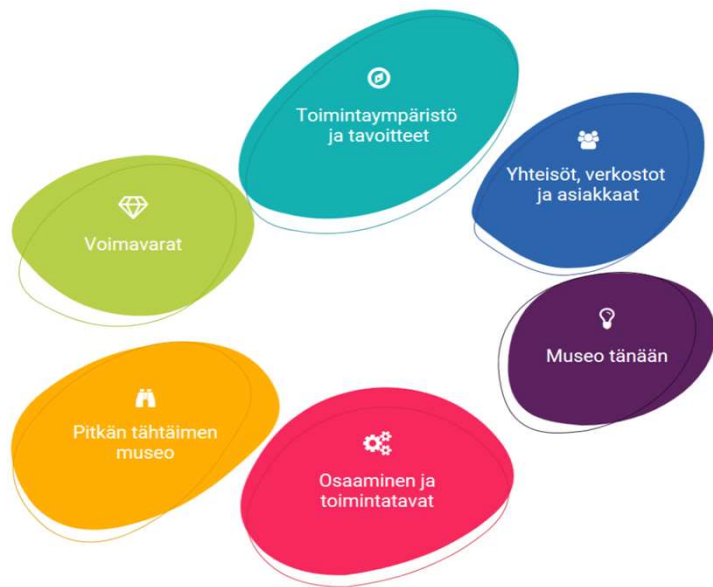 Toimintaympäristö
ja tavoitteet
Yhteisöt, verkostot
ja asiakkaat
Voimavarat
Museo tänään
Pitkän tähtäimen
museo
Osaaminen ja
toimintatavat